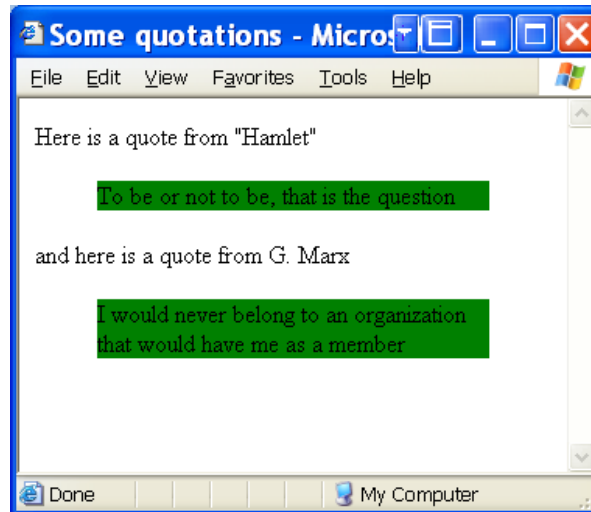 Some quotations - Micros
File Edit View Favorites Tools Help
Here is a quote from "Hamlet"
To be or not to be, that is the question
and here is a quote from G. Marx
I would never belong to an organization
that would have me as a member
Done My Computer